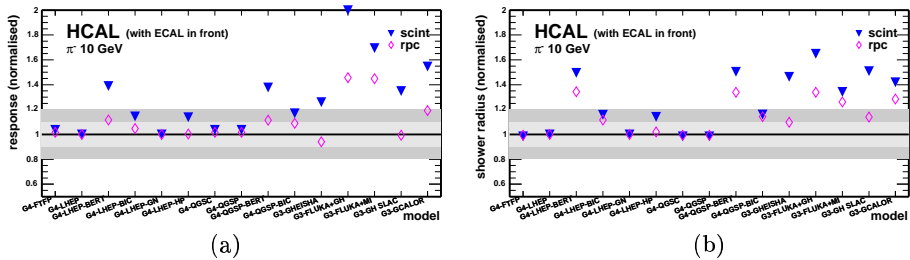 HCAL (with ECAL in front)
π- 10 GeV
scint
rpc
response (normalised)
2
1.8
1.6
1.4
1.2
1
0.8
0.6
G4-FTFP
G4-LHEP
G4-LHEP-BERT
G4-LHEP-BIC
G4-LHEP-GN
G4-LHEP-HP
G4-QGSC
G4-QGSP
G4-QGSP-BERT
G4-QGSP-BIC
G3-GHEISHA
G3-FLUKA+GH
G3-FLUKA+MI
G3-GH SLAC
G3-GCALOR
model
(a)
HCAL (with ECAL in front)
π- 10 GeV
scint
rpc
shower radius (normalised)
2
1.8
1.6
1.4
1.2
1
0.8
0.6
G4-FTFP
G4-LHEP
G4-LHEP-BERT
G4-LHEP-BIC
G4-LHEP-GN
G4-LHEP-HP
G4-QGSC
G4-QGSP
G4-QGSP-BERT
G4-QGSP-BIC
G3-GHEISHA
G3-FLUKA+GH
G3-FLUKA+MI
G3-GH SLAC
G3-GCALOR
model
(b)